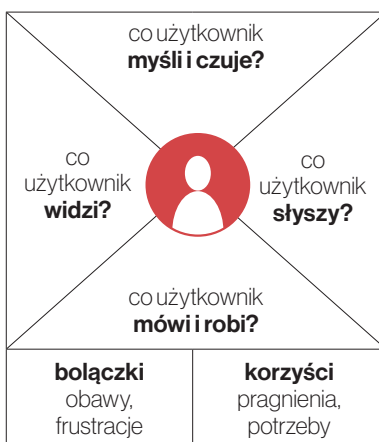 co użytkownik
myśli i czuje?
co
użytkownik
widzi?
co
użytkownik
słyszy?
co użytkownik
mówi i robi?
bolączki
obawy,
frustracje
korzyści
pragnienia,
potrzeby